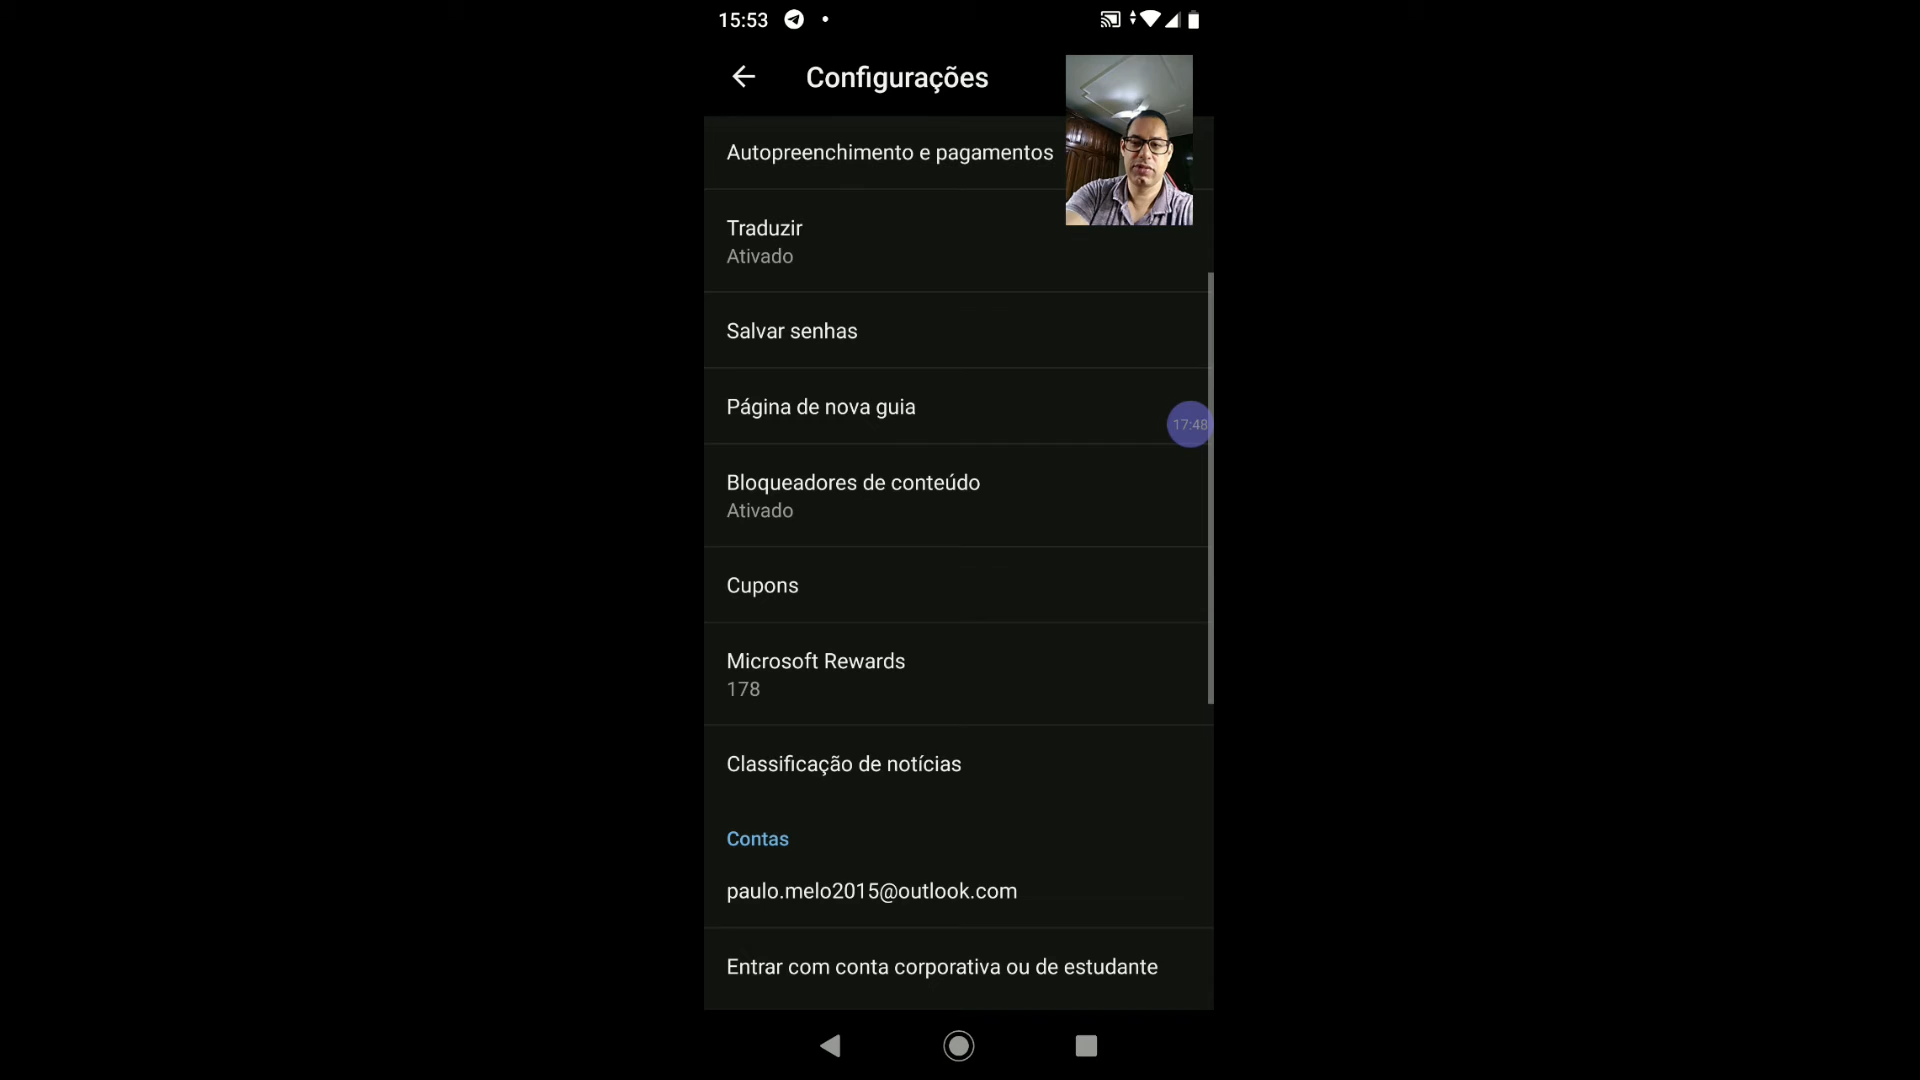 15:53
Configurações
Autopreenchimento e pagamentos
Traduzir
Ativado
Salvar senhas
Página de nova guia
17:48
Bloqueadores de conteúdo
Ativado
Cupons
Microsoft Rewards
178
Classificação de notícias
Contas
paulo.melo2015@outlook.com
Entrar com conta corporativa ou de estudante